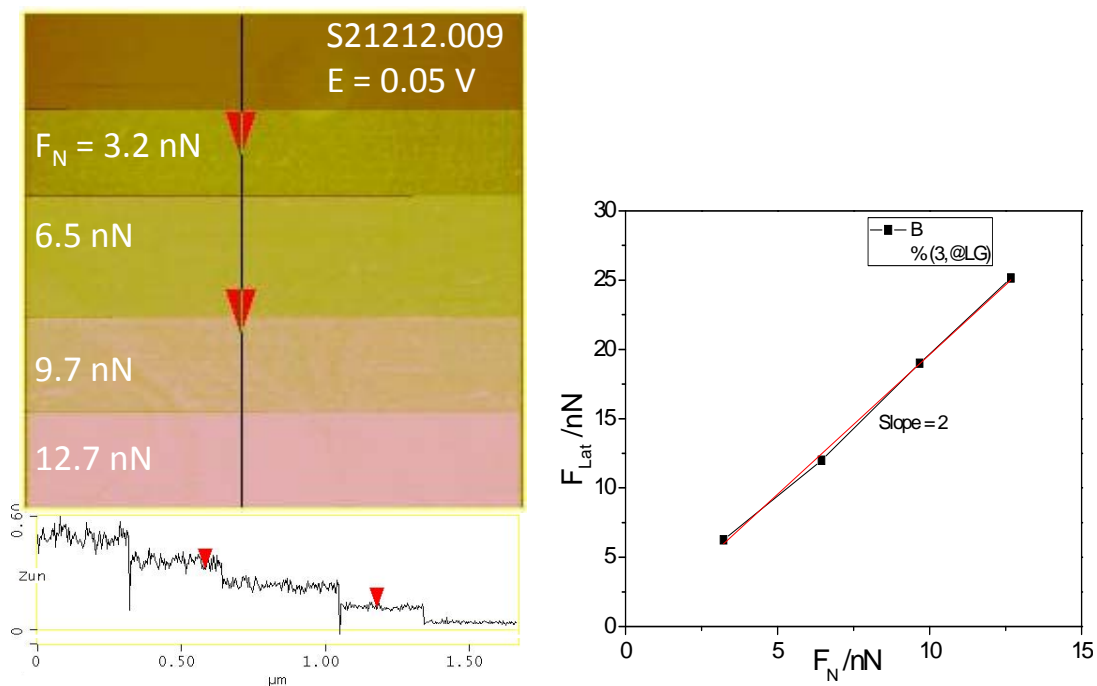 S21212.009
E = 0.05 V
F_N = 3.2 nN
6.5 nN
9.7 nN
12.7 nN
0.60
Zun
0
0
0.50
1.00
1.50
µm
30
25
20
15
10
5
0
F_Lat /nN
B
%(3,@LG)
Slope = 2
0
5
10
15
F_N /nN